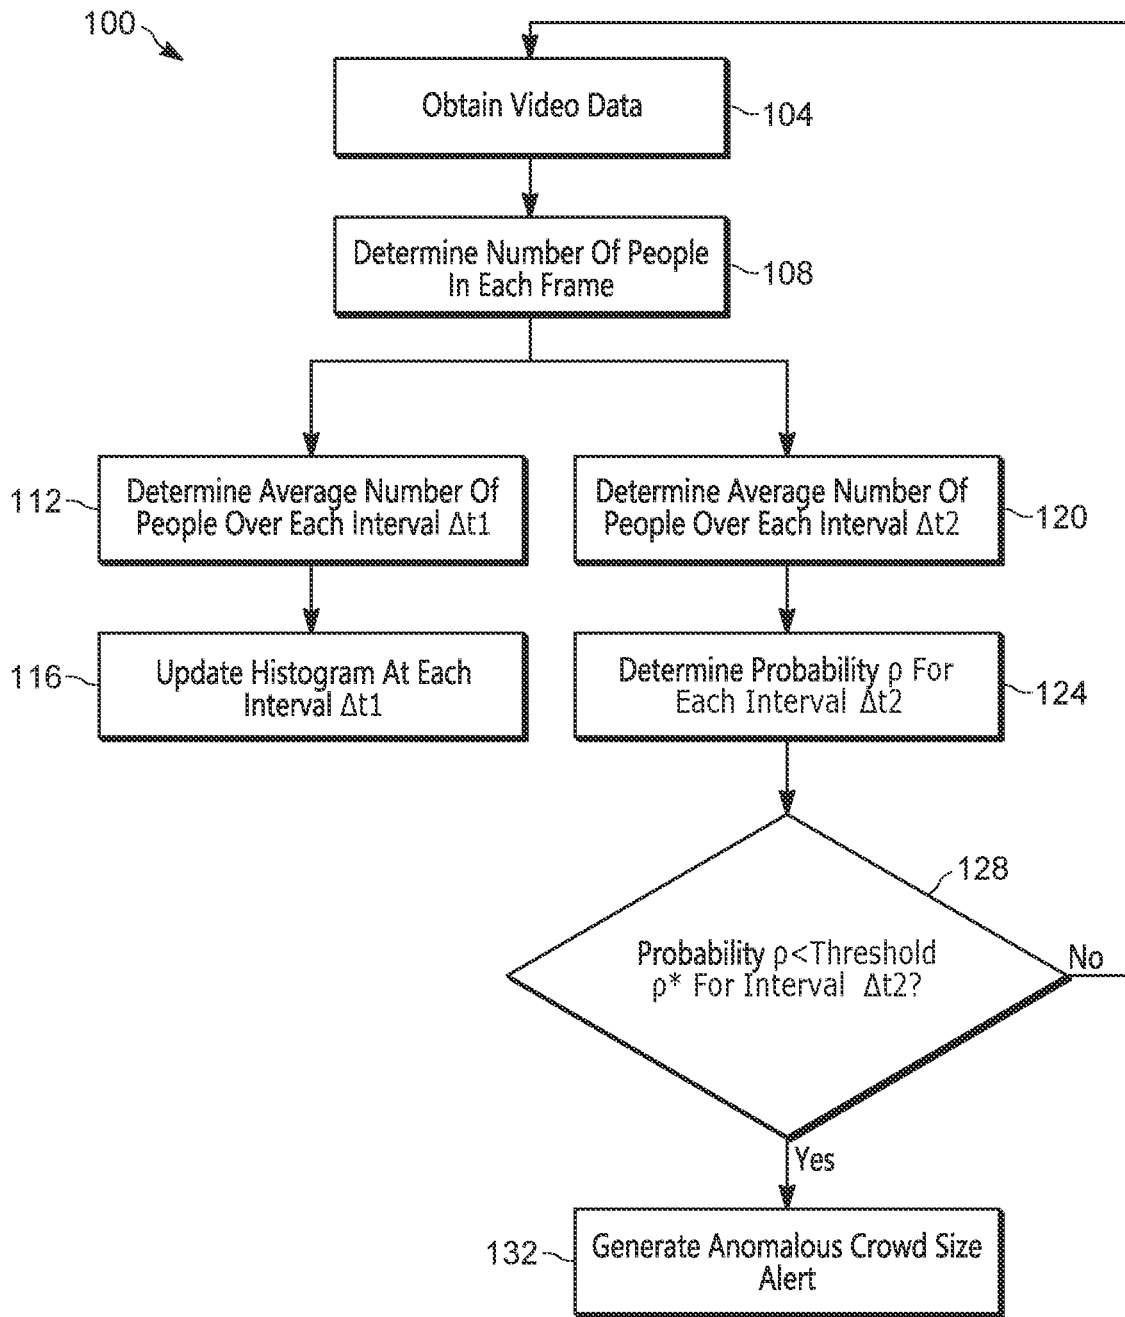 100
Obtain Video Data
104
Determine Number Of People
In Each Frame
108
112
Determine Average Number Of
People Over Each Interval Δt1
Determine Average Number Of
People Over Each Interval Δt2
120
116
Update Histogram At Each
Interval Δt1
Determine Probability ρ For
Each Interval Δt2
124
128
Probability ρ<Threshold
ρ* For Interval Δt2?
No
Yes
132
Generate Anomalous Crowd Size
Alert